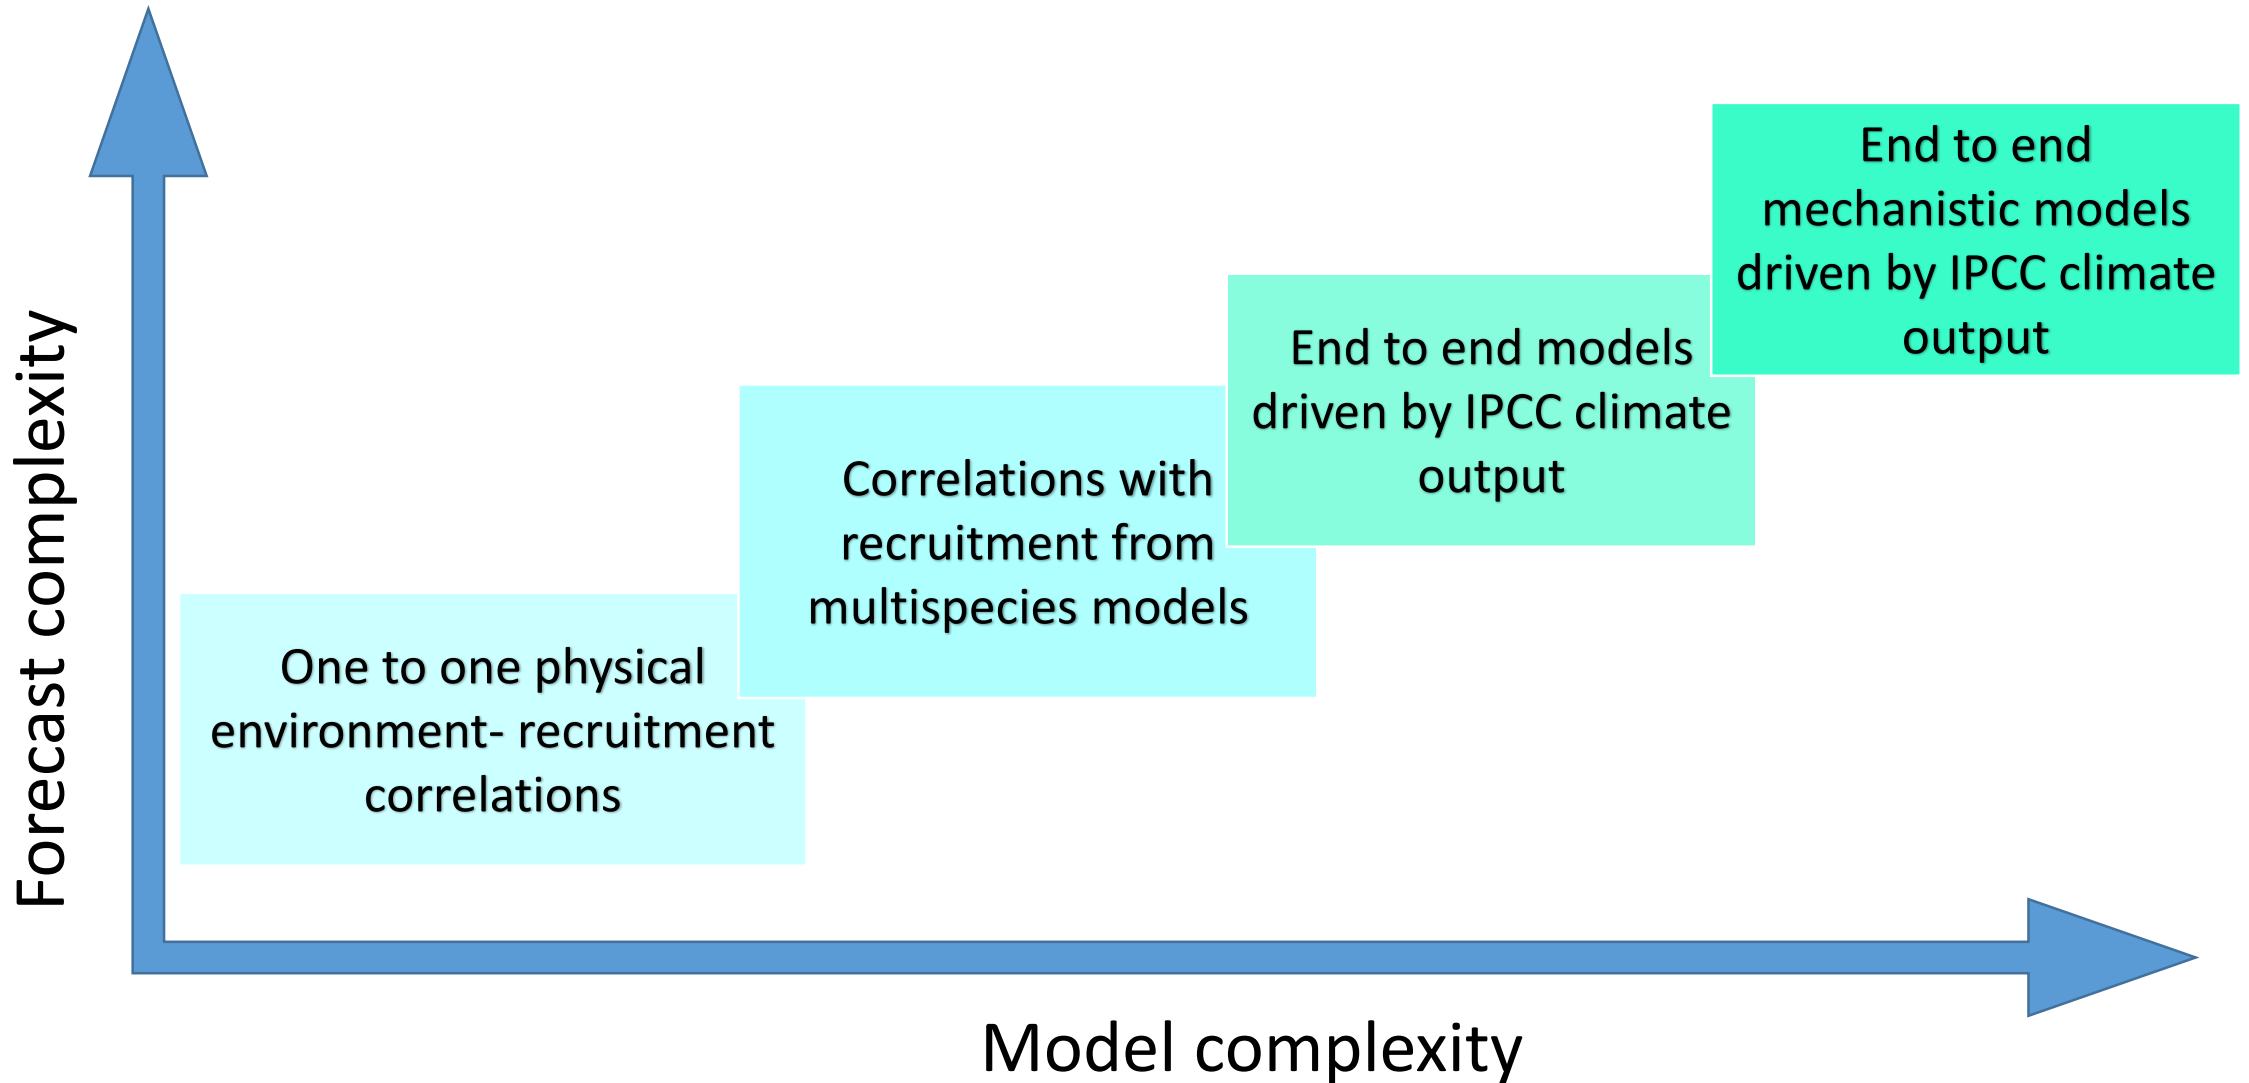 Forecast complexity
End to end
mechanistic models
driven by IPCC climate
output
End to end models
driven by IPCC climate
output
Correlations with
recruitment from
multispecies models
One to one physical
environment- recruitment
correlations
Model complexity